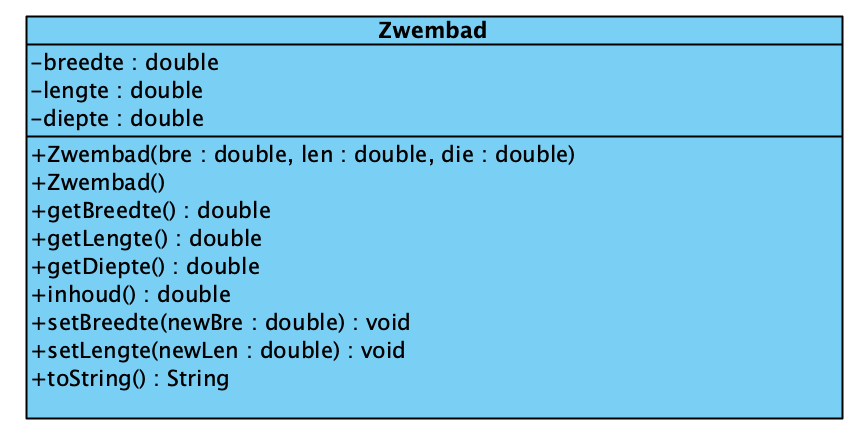 Zwembad
-breedte : double
-lengte : double
-diepte : double
+Zwembad(bre : double, len : double, die : double)
+Zwembad()
+getBreedte() : double
+getLengte() : double
+getDiepte() : double
+inhoud() : double
+setBreedte(newBre : double) : void
+setLengte(newLen : double) : void
+toString() : String